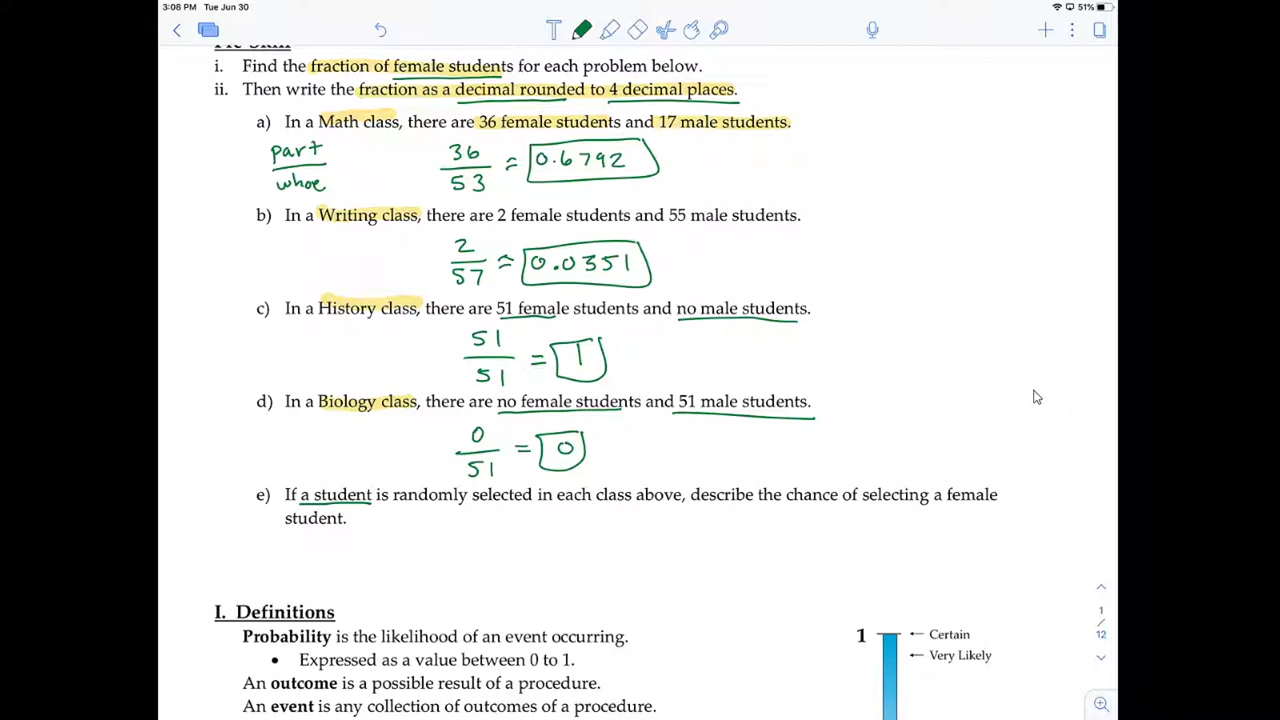 3:08 PM Tue Jun 30
51%
Pre-Skill
i. Find the fraction of female students for each problem below.
ii. Then write the fraction as a decimal rounded to 4 decimal places.
a) In a Math class, there are 36 female students and 17 male students.
part
whoe
36
53
≈ 0.6792
b) In a Writing class, there are 2 female students and 55 male students.
2
57
≈ 0.0351
c) In a History class, there are 51 female students and no male students.
51
51
= 1
d) In a Biology class, there are no female students and 51 male students.
0
51
= 0
e) If a student is randomly selected in each class above, describe the chance of selecting a female
student.
I. Definitions
Probability is the likelihood of an event occurring.
• Expressed as a value between 0 to 1.
An outcome is a possible result of a procedure.
An event is any collection of outcomes of a procedure.
1 ← Certain
← Very Likely
1
/
12